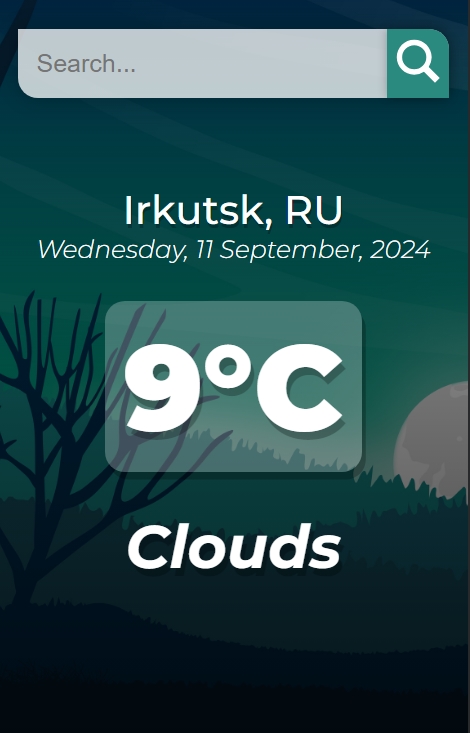 Search...
Irkutsk, RU
Wednesday, 11 September, 2024
9°C
Clouds